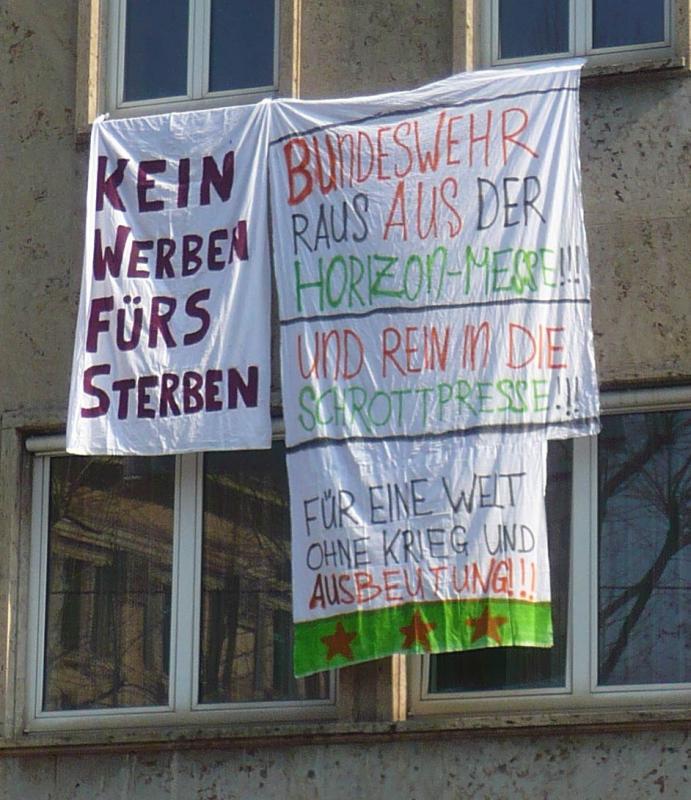 KEIN
WERBEN
FÜRS
STERBEN
BUNDESWEHR
RAUS AUS DER
HORIZON-MESSE!!!
UND REIN IN DIE
SCHROTTPRESSE!!!
FÜR EINE WELT
OHNE KRIEG UND
AUSBEUTUNG!!!